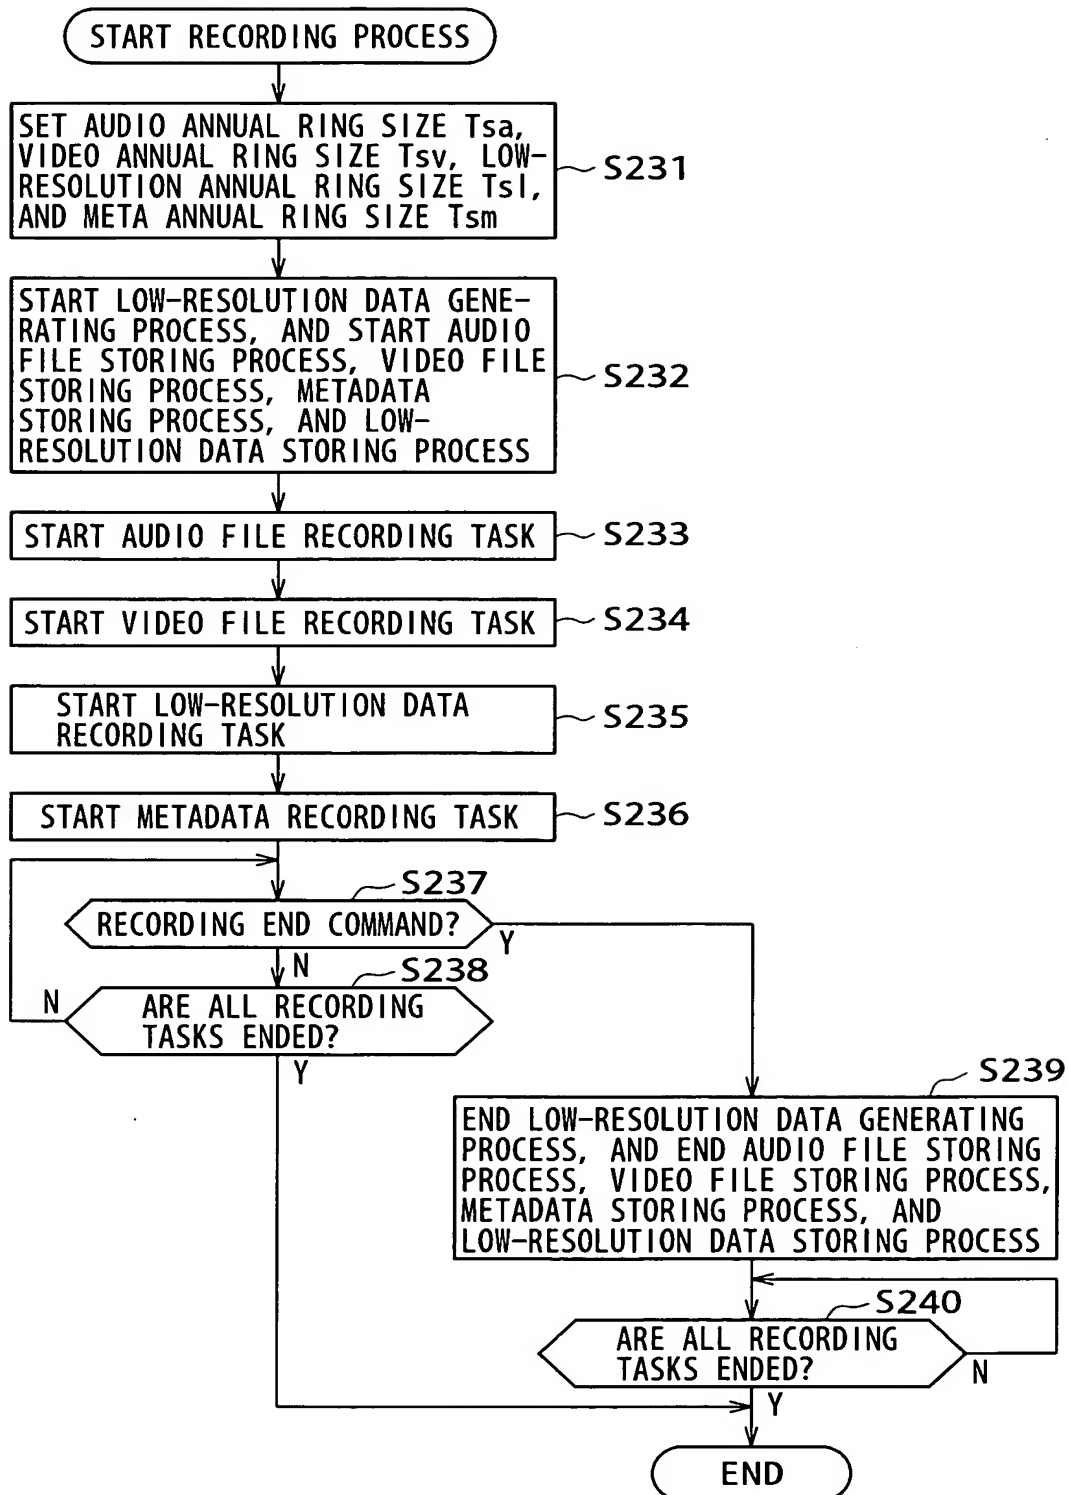 START RECORDING PROCESS
SET AUDIO ANNUAL RING SIZE Tsa,
VIDEO ANNUAL RING SIZE Tsv, LOW-
RESOLUTION ANNUAL RING SIZE Tsl,
AND META ANNUAL RING SIZE Tsm
S231
START LOW-RESOLUTION DATA GENE-
RATING PROCESS, AND START AUDIO
FILE STORING PROCESS, VIDEO FILE
STORING PROCESS, METADATA
STORING PROCESS, AND LOW-
RESOLUTION DATA STORING PROCESS
S232
START AUDIO FILE RECORDING TASK
S233
START VIDEO FILE RECORDING TASK
S234
START LOW-RESOLUTION DATA
RECORDING TASK
S235
START METADATA RECORDING TASK
S236
S237
RECORDING END COMMAND?
Y
N
S238
N
ARE ALL RECORDING
TASKS ENDED?
Y
S239
END LOW-RESOLUTION DATA GENERATING
PROCESS, AND END AUDIO FILE STORING
PROCESS, VIDEO FILE STORING PROCESS,
METADATA STORING PROCESS, AND
LOW-RESOLUTION DATA STORING PROCESS
S240
ARE ALL RECORDING
TASKS ENDED?
N
Y
END